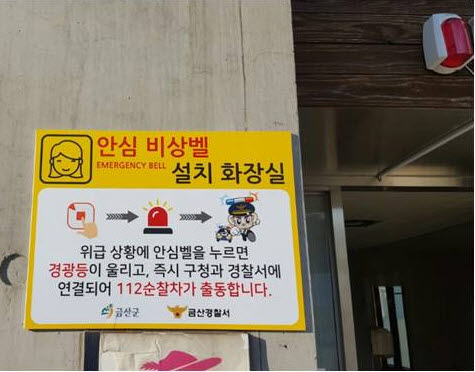 안심 비상벨
EMERGENCY BELL
설치 화장실
위급 상황에 안심벨을 누르면
경광등이 울리고, 즉시 구청과 경찰서에
연결되어 112순찰차가 출동합니다.
금산군 금산경찰서